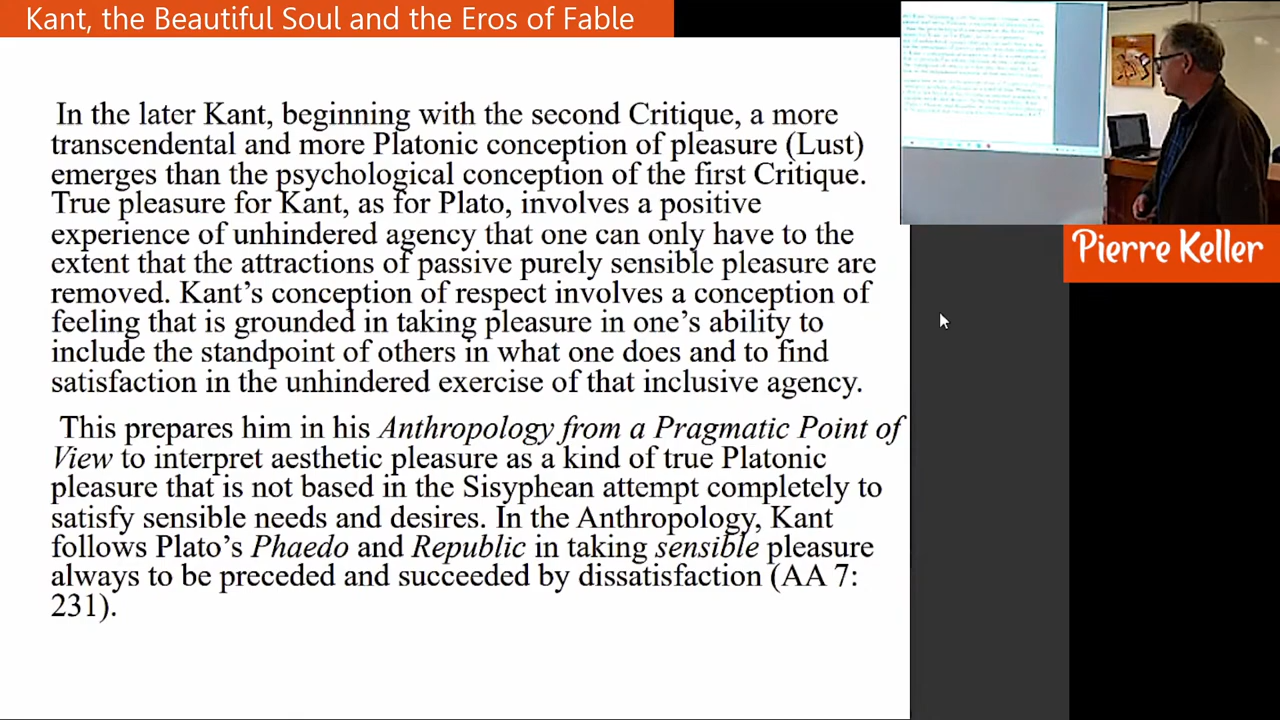 Kant, the Beautiful Soul and the Eros of Fable
In the later Kant, beginning with the second Critique, a more
transcendental and more Platonic conception of pleasure (Lust)
emerges than the psychological conception of the first Critique.
True pleasure for Kant, as for Plato, involves a positive
experience of unhindered agency that one can only have to the
extent that the attractions of passive purely sensible pleasure are
removed. Kant’s conception of respect involves a conception of
feeling that is grounded in taking pleasure in one’s ability to
include the standpoint of others in what one does and to find
satisfaction in the unhindered exercise of that inclusive agency.
This prepares him in his Anthropology from a Pragmatic Point of
View to interpret aesthetic pleasure as a kind of true Platonic
pleasure that is not based in the Sisyphean attempt completely to
satisfy sensible needs and desires. In the Anthropology, Kant
follows Plato’s Phaedo and Republic in taking sensible pleasure
always to be preceded and succeeded by dissatisfaction (AA 7:
231).
Pierre Keller